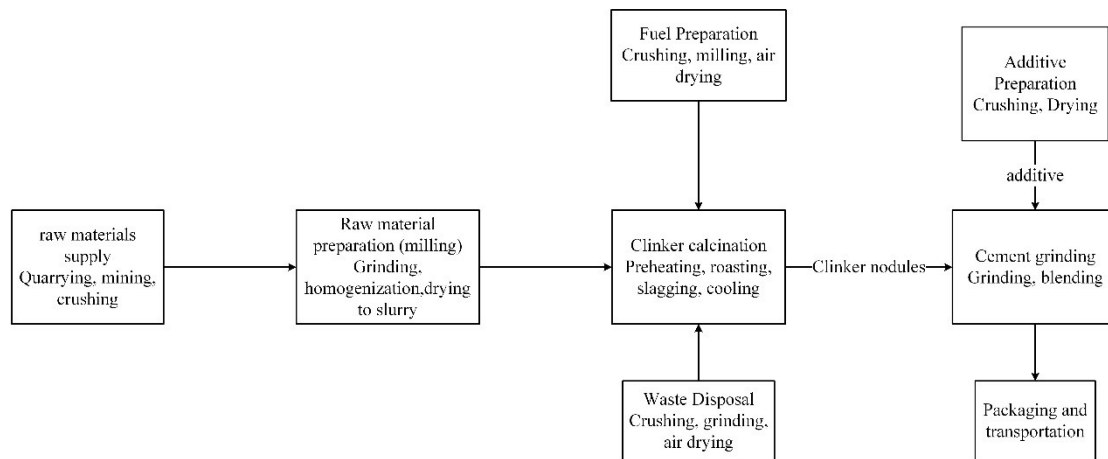 Fuel Preparation
Crushing, milling, air
drying
Additive
Preparation
Crushing, Drying
additive
raw materials
supply
Quarrying, mining,
crushing
Raw material
preparation (milling)
Grinding,
homogenization,drying
to slurry
Clinker calcination
Preheating, roasting,
slagging, cooling
Clinker nodules
Cement grinding
Grinding, blending
Waste Disposal
Crushing, grinding,
air drying
Packaging and
transportation